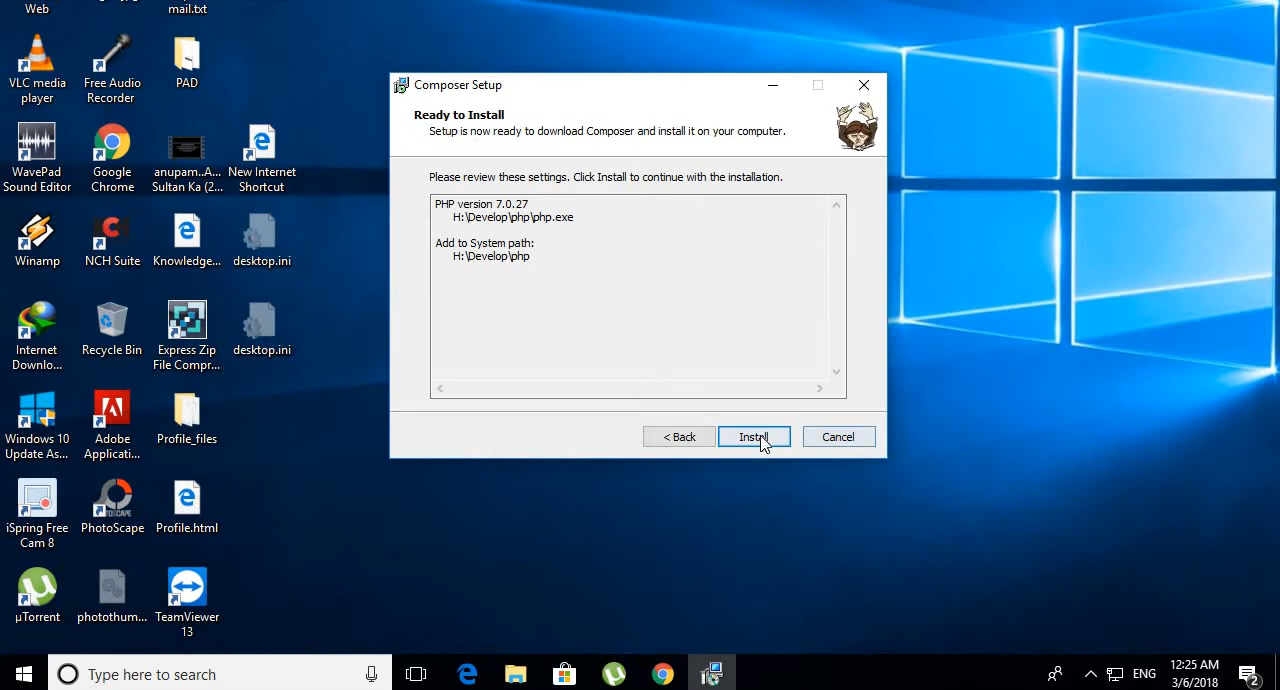 Web
mail.txt
VLC media
player
Free Audio
Recorder
PAD
WavePad
Sound Editor
Google
Chrome
anupam..A...
Sultan Ka (2...
New Internet
Shortcut
Winamp
NCH Suite
Knowledge...
desktop.ini
Internet
Downlo...
Recycle Bin
Express Zip
File Compr...
desktop.ini
Windows 10
Update As...
Adobe
Applicati...
Profile_files
iSpring Free
Cam 8
PhotoScape
Profile.html
µTorrent
photothum...
TeamViewer
13
Composer Setup
Ready to Install
Setup is now ready to download Composer and install it on your computer.
Please review these settings. Click Install to continue with the installation.
PHP version 7.0.27
H:\Develop\php\php.exe
Add to System path:
H:\Develop\php
< Back
Install
Cancel
Type here to search
ENG
12:25 AM
3/6/2018
2